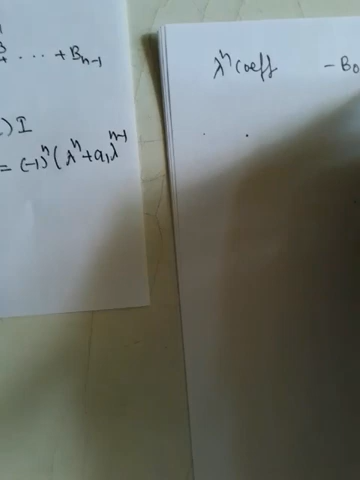 ... + Bₙ₋₁
) I
= (-1)ⁿ (λⁿ + a₁λⁿ⁻¹
λⁿ coeff - B₀